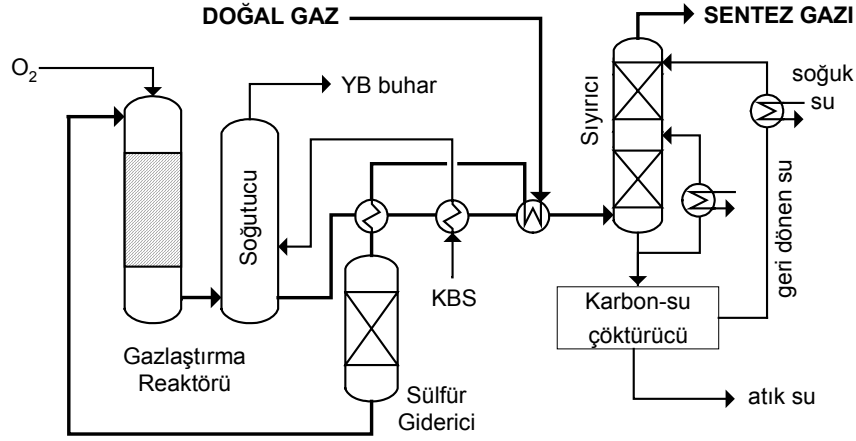 DOĞAL GAZ
SENTEZ GAZI
O2
YB buhar
soğuk
su
Sıyırıcı
Soğutucu
geri dönen su
KBS
Karbon-su
çöktürücü
Gazlaştırma
Reaktörü
Sülfür
Giderici
atık su